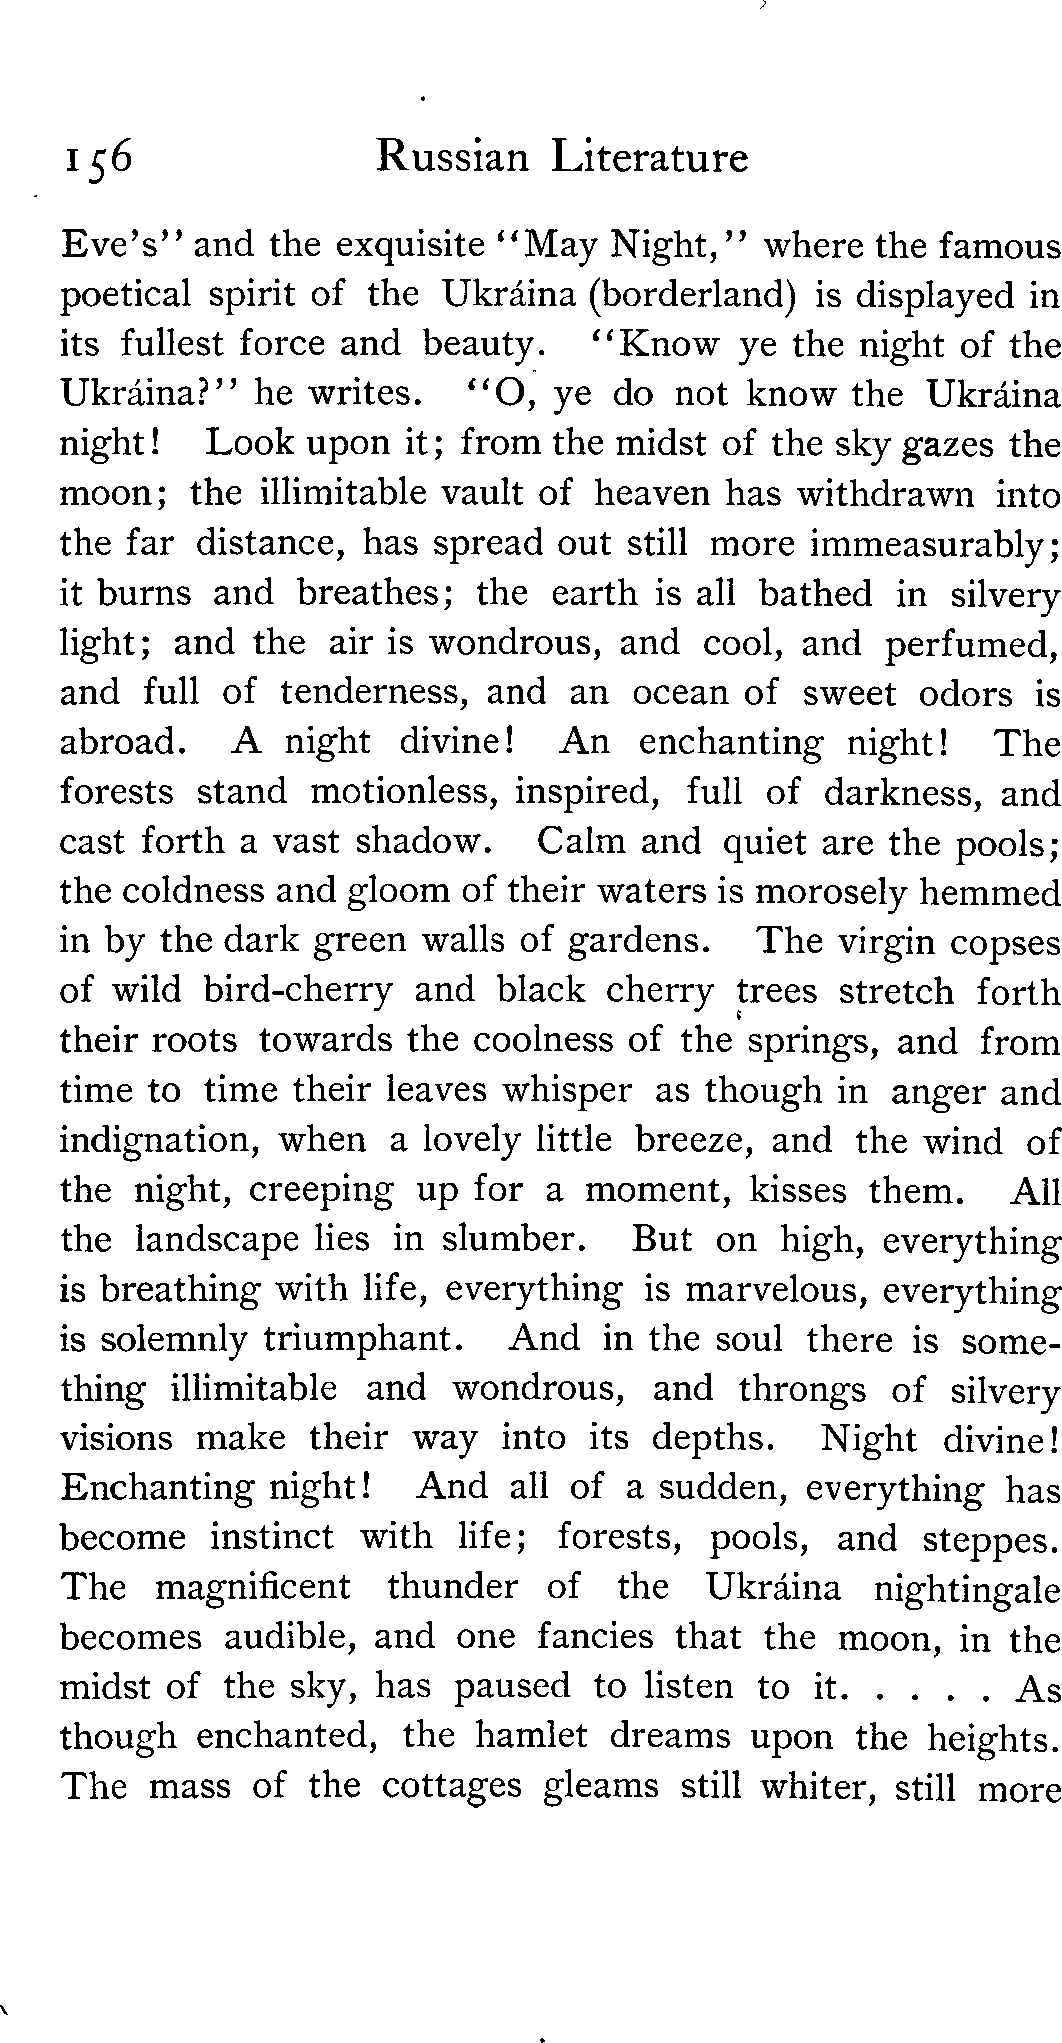 156 Russian Literature
Eve's" and the exquisite "May Night," where the famous
poetical spirit of the Ukráina (borderland) is displayed in
its fullest force and beauty. "Know ye the night of the
Ukráina?" he writes. "O, ye do not know the Ukráina
night! Look upon it; from the midst of the sky gazes the
moon; the illimitable vault of heaven has withdrawn into
the far distance, has spread out still more immeasurably;
it burns and breathes; the earth is all bathed in silvery
light; and the air is wondrous, and cool, and perfumed,
and full of tenderness, and an ocean of sweet odors is
abroad. A night divine! An enchanting night! The
forests stand motionless, inspired, full of darkness, and
cast forth a vast shadow. Calm and quiet are the pools;
the coldness and gloom of their waters is morosely hemmed
in by the dark green walls of gardens. The virgin copses
of wild bird-cherry and black cherry trees stretch forth
their roots towards the coolness of the springs, and from
time to time their leaves whisper as though in anger and
indignation, when a lovely little breeze, and the wind of
the night, creeping up for a moment, kisses them. All
the landscape lies in slumber. But on high, everything
is breathing with life, everything is marvelous, everything
is solemnly triumphant. And in the soul there is some-
thing illimitable and wondrous, and throngs of silvery
visions make their way into its depths. Night divine!
Enchanting night! And all of a sudden, everything has
become instinct with life; forests, pools, and steppes.
The magnificent thunder of the Ukráina nightingale
becomes audible, and one fancies that the moon, in the
midst of the sky, has paused to listen to it. . . . . . As
though enchanted, the hamlet dreams upon the heights.
The mass of the cottages gleams still whiter, still more